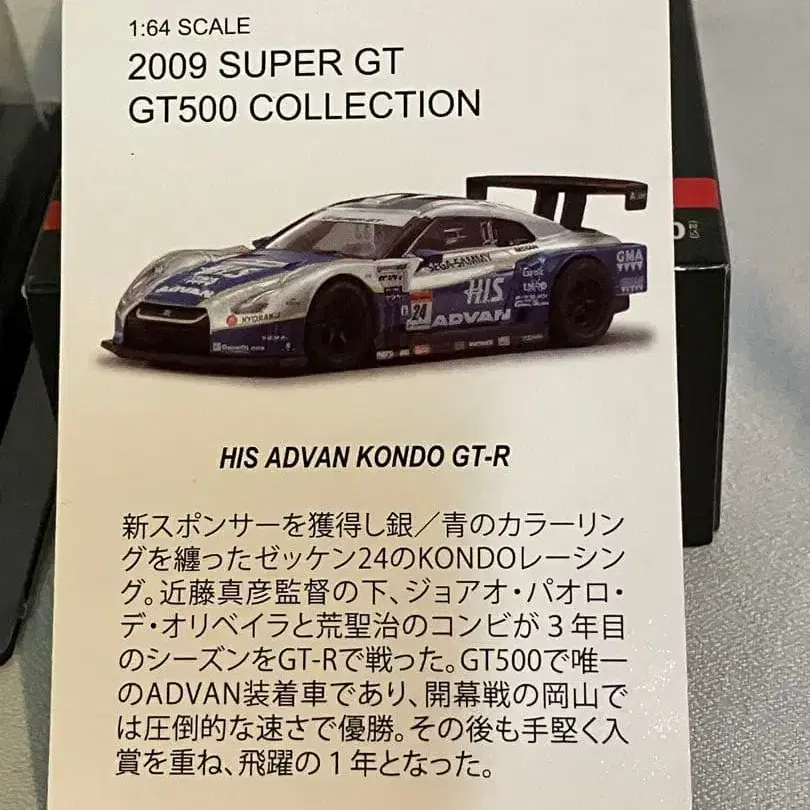 1:64 SCALE
2009 SUPER GT
GT500 COLLECTION
SEGA-SAMMY
HIS
HIS
GMA
24
ADVAN
KYORAKU
HIS ADVAN KONDO GT-R
新スポンサーを獲得し銀／青のカラーリン
グを纏ったゼッケン24のKONDOレーシン
グ。近藤真彦監督の下、ジョアオ・パオロ・
デ・オリベイラと荒聖治のコンビが3年目
のシーズンをGT-Rで戦った。GT500で唯一
のADVAN装着車であり、開幕戦の岡山で
は圧倒的な速さで優勝。その後も手堅く入
賞を重ね、飛躍の1年となった。